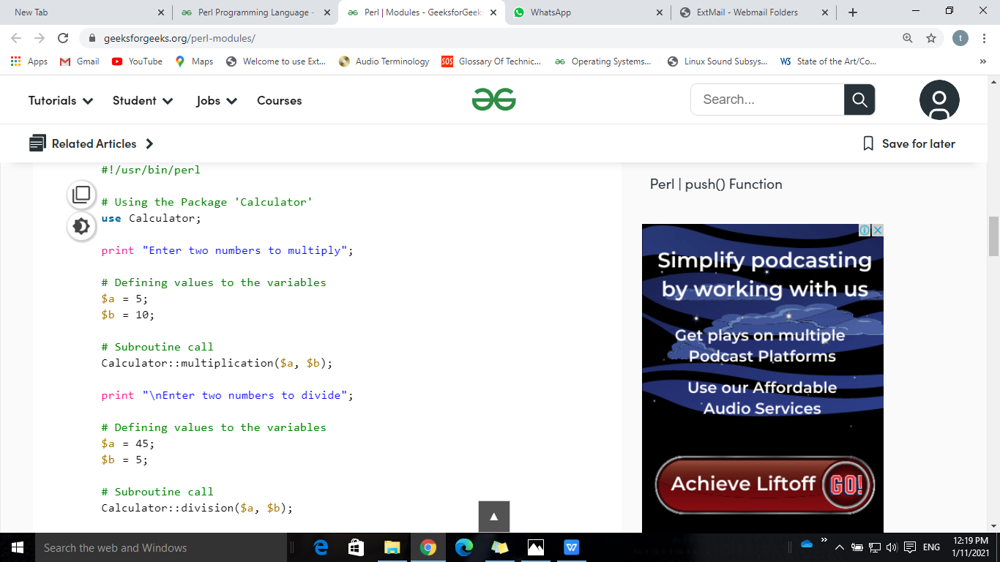 New Tab
Perl Programming Language -
Perl | Modules - GeeksforGeeks
WhatsApp
ExtMail - Webmail Folders
geeksforgeeks.org/perl-modules/
t
Apps
Gmail
YouTube
Maps
Welcome to use Ext...
Audio Terminology
SOS
Glossary Of Technic...
Operating Systems...
Linux Sound Subsys...
W3
State of the Art/Co...
»
Tutorials
Student
Jobs
Courses
Search...
Related Articles
Save for later
#!/usr/bin/perl
# Using the Package 'Calculator'
use Calculator;
print "Enter two numbers to multiply";
# Defining values to the variables
$a = 5;
$b = 10;
# Subroutine call
Calculator::multiplication($a, $b);
print "\nEnter two numbers to divide";
# Defining values to the variables
$a = 45;
$b = 5;
# Subroutine call
Calculator::division($a, $b);
Perl | push() Function
Simplify podcasting
by working with us
Get plays on multiple
Podcast Platforms
Use our Affordable
Audio Services
Achieve Liftoff
GO!
Search the web and Windows
ENG
12:19 PM
1/11/2021